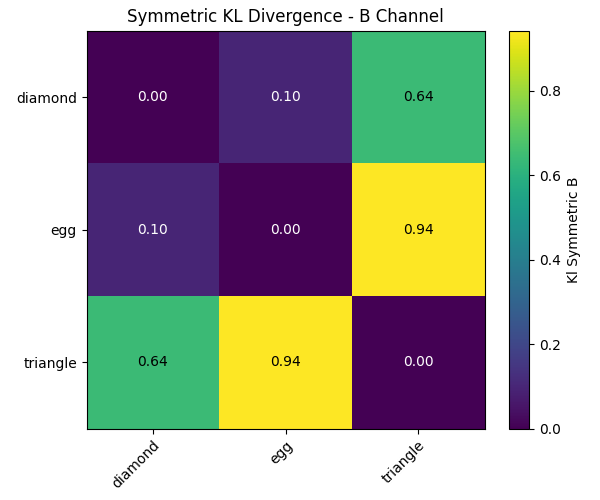 Symmetric KL Divergence - B Channel
diamond
0.00
0.10
0.64
egg
0.10
0.00
0.94
triangle
0.64
0.94
0.00
diamond
egg
triangle
0.8
0.6
0.4
0.2
0.0
Kl Symmetric B